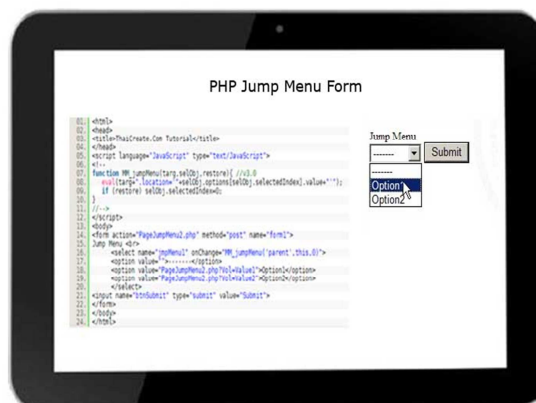 PHP Jump Menu Form
01. <html>
02. <head>
03. <title>ThaiCreate.Com Tutorial</title>
04. </head>
05. <script language="JavaScript" type="text/JavaScript">
06. <!--
07. function MM_jumpMenu(targ,selObj,restore){ //v3.0
08. eval(targ+".location='"+selObj.options[selObj.selectedIndex].value+"'");
09. if (restore) selObj.selectedIndex=0;
10. }
11. //-->
12. </script>
13. <body>
14. <form action="PageJumpMenu2.php" method="post" name="form1">
15. Jump Menu <br>
16. <select name="jmpMenu1" onChange="MM_jumpMenu('parent',this,0)">
17. <option value="">-------</option>
18. <option value="PageJumpMenu2.php?Vol=Value1">Option1</option>
19. <option value="PageJumpMenu2.php?Vol=Value2">Option2</option>
20. </select>
21. <input name="btnSubmit" type="submit" value="Submit">
22. </form>
23. </body>
24. </html>
Jump Menu
------- Submit
-------
Option1
Option2